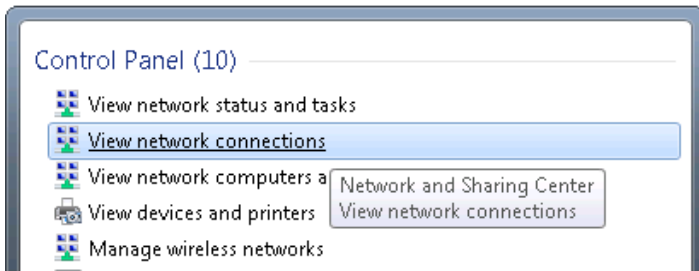 Control Panel (10)
View network status and tasks
View network connections
View network computers a
Network and Sharing Center
View network connections
View devices and printers
Manage wireless networks